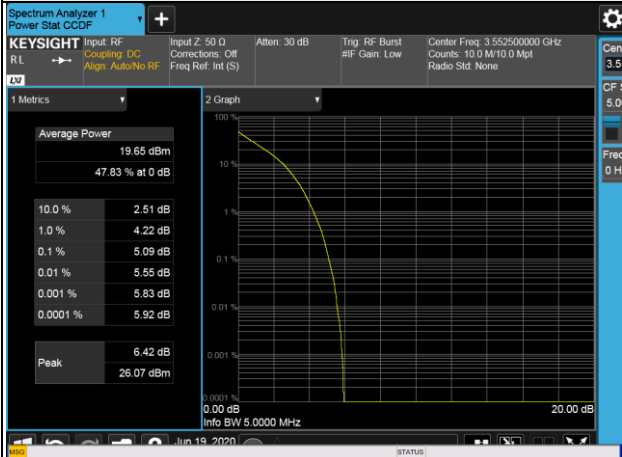 Spectrum Analyzer 1
Power Stat CCDF
KEYSIGHT
RL
LXI
Input: RF
Coupling: DC
Align: Auto/No RF
Input Z: 50 Ω
Corrections: Off
Freq Ref: Int (S)
Atten: 30 dB
Trig: RF Burst
#IF Gain: Low
Center Freq: 3.552500000 GHz
Counts: 10.0 M/10.0 Mpt
Radio Std: None
Cen
3.5
CF S
5.00
Freq
0 H
1 Metrics
Average Power
19.65 dBm
47.83 % at 0 dB
10.0 % 2.51 dB
1.0 % 4.22 dB
0.1 % 5.09 dB
0.01 % 5.55 dB
0.001 % 5.83 dB
0.0001 % 5.92 dB
Peak
6.42 dB
26.07 dBm
2 Graph
100 %
10 %
1 %
0.1 %
0.01 %
0.001 %
0.0001 %
0.00 dB
20.00 dB
Info BW 5.0000 MHz
Jun 19, 2020
MSG
STATUS